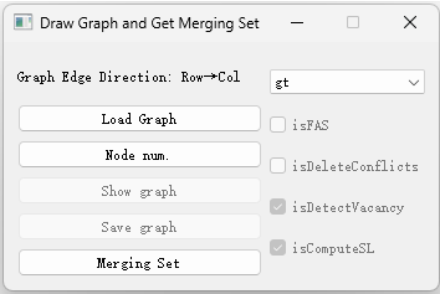 Draw Graph and Get Merging Set
Graph Edge Direction: Row→Col
gt
Load Graph
isFAS
Node num.
isDeleteConflicts
Show graph
isDetectVacancy
Save graph
isComputeSL
Merging Set